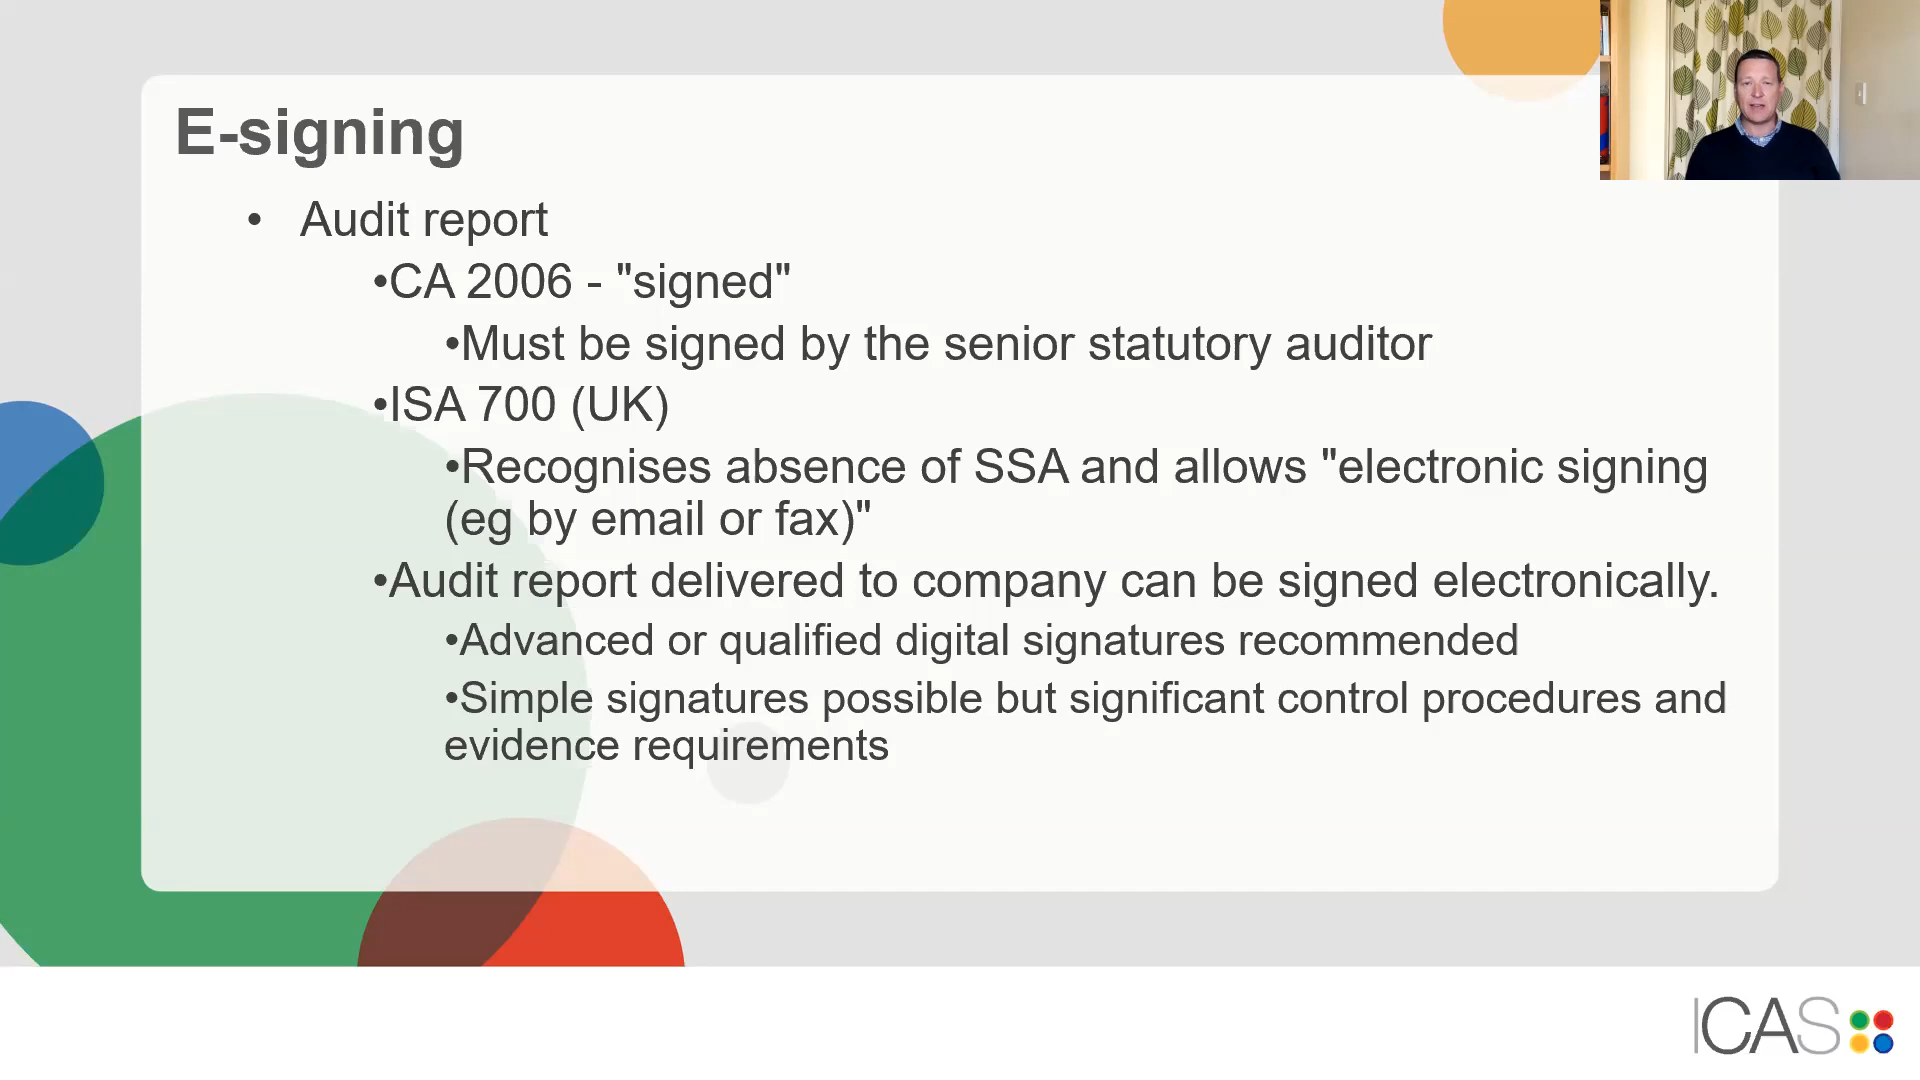 E-signing
• Audit report
•CA 2006 - "signed"
•Must be signed by the senior statutory auditor
•ISA 700 (UK)
•Recognises absence of SSA and allows "electronic signing
(eg by email or fax)"
•Audit report delivered to company can be signed electronically.
•Advanced or qualified digital signatures recommended
•Simple signatures possible but significant control procedures and
evidence requirements
ICAS